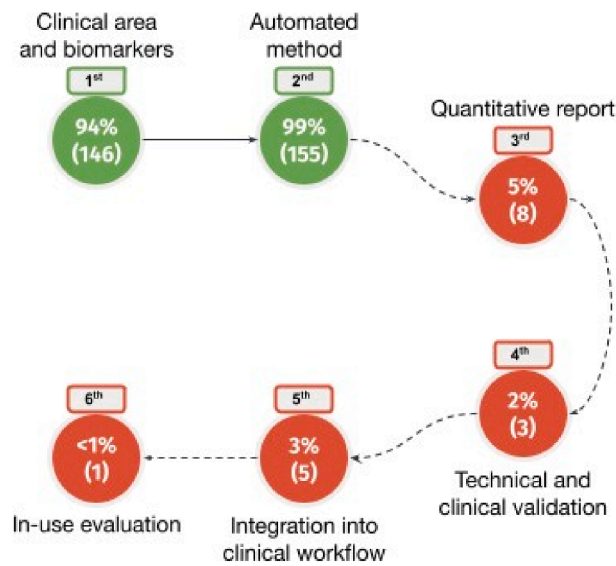 Clinical area
and biomarkers
1st
94%
(146)
Automated
method
2nd
99%
(155)
Quantitative report
3rd
5%
(8)
4th
2%
(3)
Technical and
clinical validation
5th
3%
(5)
Integration into
clinical workflow
6th
<1%
(1)
In-use evaluation